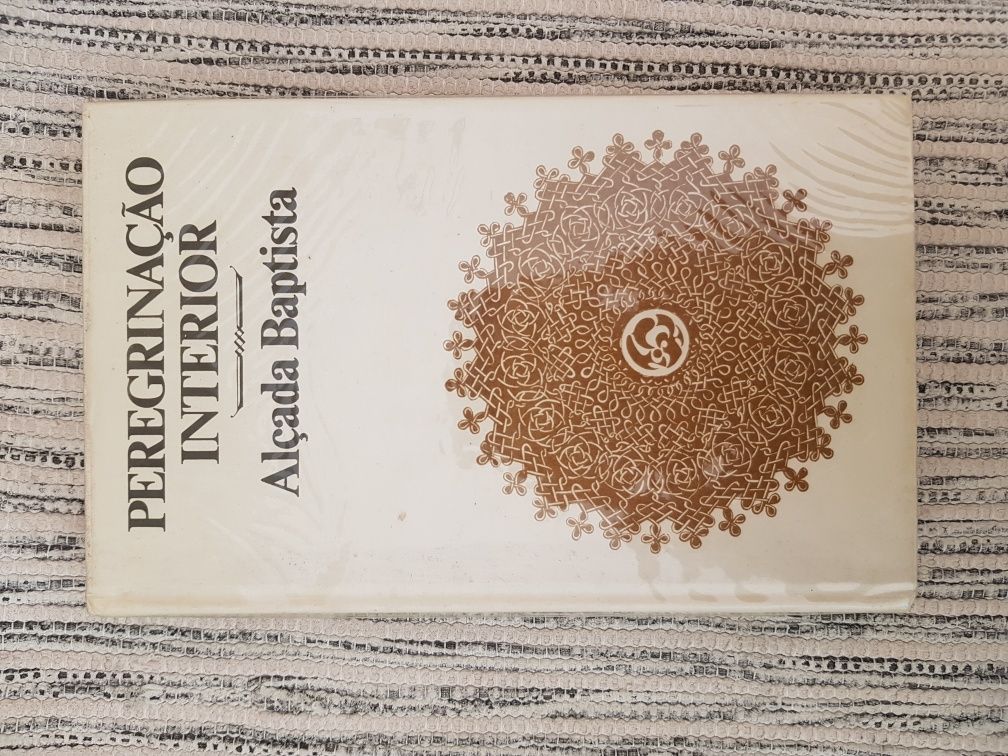 PEREGRINAÇÃO
INTERIOR
Alçada Baptista